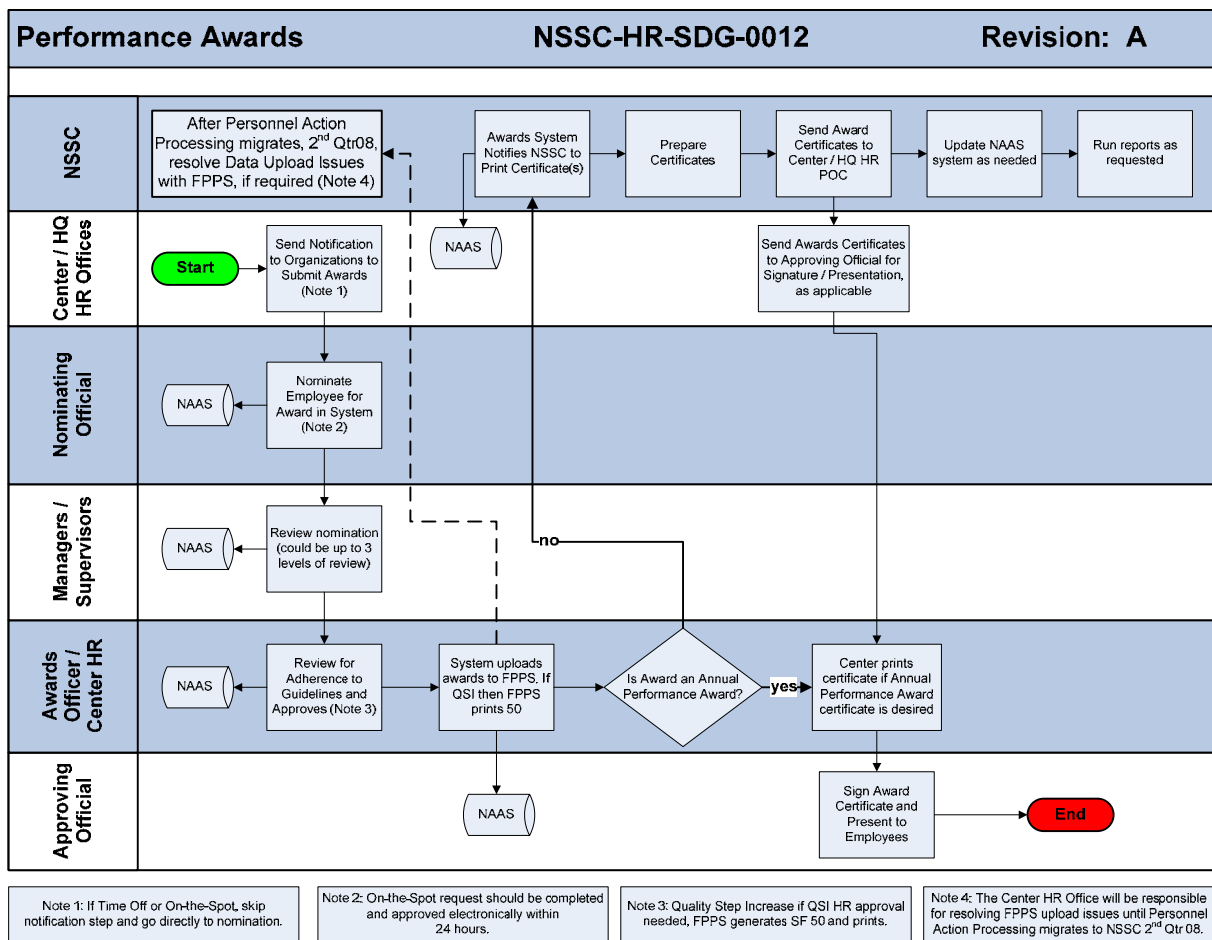 Performance Awards NSSC-HR-SDG-0012 Revision: A
NSSC
After Personnel Action
Processing migrates, 2nd Qtr08,
resolve Data Upload Issues
with FPPS, if required (Note 4)
Awards System
Notifies NSSC to
Print Certificate(s)
Prepare
Certificates
Send Award
Certificates to
Center / HQ HR
POC
Update NAAS
system as needed
Run reports as
requested
Center / HQ
HR Offices
Start
Send Notification
to Organizations to
Submit Awards
(Note 1)
NAAS
Send Awards Certificates
to Approving Official for
Signature / Presentation,
as applicable
Nominating
Official
NAAS
Nominate
Employee for
Award in System
(Note 2)
Managers /
Supervisors
NAAS
Review nomination
(could be up to 3
levels of review)
no
Awards
Officer /
Center HR
NAAS
Review for
Adherence to
Guidelines and
Approves (Note 3)
System uploads
awards to FPPS. If
QSI then FPPS
prints 50
Is Award an Annual
Performance Award?
yes
Center prints
certificate if Annual
Performance Award
certificate is desired
Approving
Official
NAAS
Sign Award
Certificate and
Present to
Employees
End
Note 1: If Time Off or On-the-Spot, skip
notification step and go directly to nomination.
Note 2: On-the-Spot request should be completed
and approved electronically within
24 hours.
Note 3: Quality Step Increase if QSI HR approval
needed, FPPS generates SF 50 and prints.
Note 4: The Center HR Office will be responsible
for resolving FPPS upload issues until Personnel
Action Processing migrates to NSSC 2nd Qtr 08.